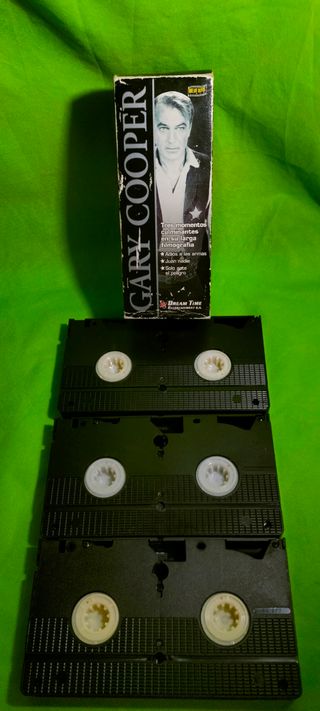 GARY COOPER
Tres momentos
culminantes
en su larga
filmografía
★ Adiós a las armas
★ Juan nadie
★ Solo ante
el peligro
DREAM TIME
ENTERTAINMENT S.A.